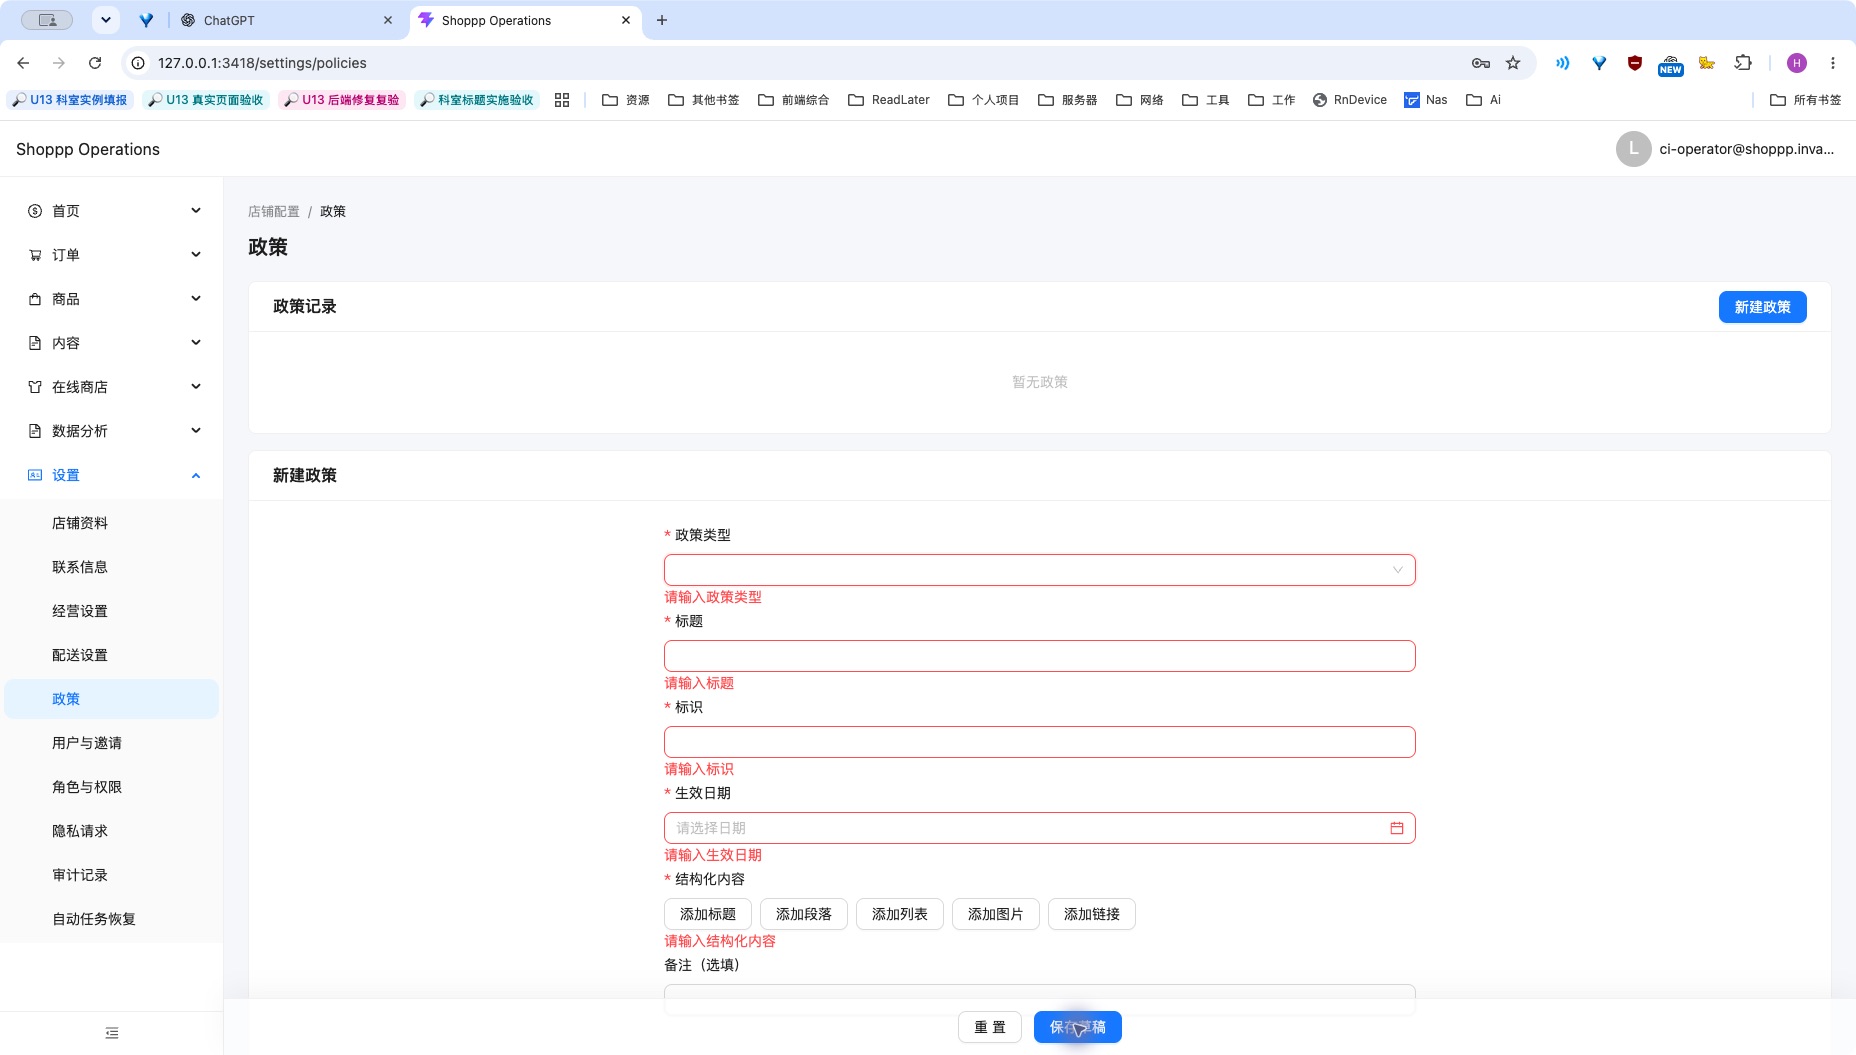 ChatGPT
Shoppp Operations
127.0.0.1:3418/settings/policies
NEW
H
U13 科室实例填报
U13 真实页面验收
U13 后端修复复验
科室标题实施验收
资源
其他书签
前端综合
ReadLater
个人项目
服务器
网络
工具
工作
RnDevice
Nas
Ai
所有书签
Shoppp Operations
L
ci-operator@shoppp.inva...
首页
订单
商品
内容
在线商店
数据分析
设置
店铺资料
联系信息
经营设置
配送设置
政策
用户与邀请
角色与权限
隐私请求
审计记录
自动任务恢复
店铺配置 / 政策
政策
政策记录
新建政策
暂无政策
新建政策
* 政策类型
请输入政策类型
* 标题
请输入标题
* 标识
请输入标识
* 生效日期
请选择日期
请输入生效日期
* 结构化内容
添加标题
添加段落
添加列表
添加图片
添加链接
请输入结构化内容
备注（选填）
重 置
保存草稿